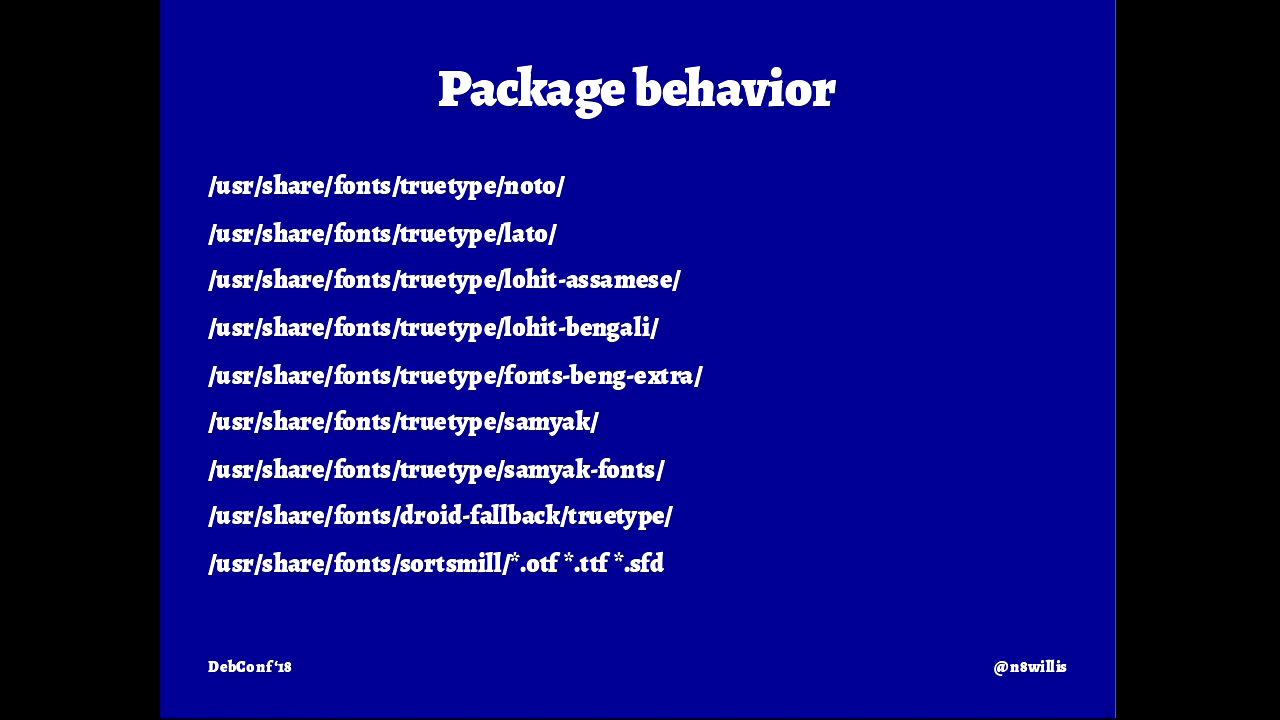 Package behavior
/usr/share/fonts/truetype/noto/
/usr/share/fonts/truetype/lato/
/usr/share/fonts/truetype/lohit-assamese/
/usr/share/fonts/truetype/lohit-bengali/
/usr/share/fonts/truetype/fonts-beng-extra/
/usr/share/fonts/truetype/samyak/
/usr/share/fonts/truetype/samyak-fonts/
/usr/share/fonts/droid-fallback/truetype/
/usr/share/fonts/sortsmill/*.otf *.ttf *.sfd
DebConf ‘18
@n8willis